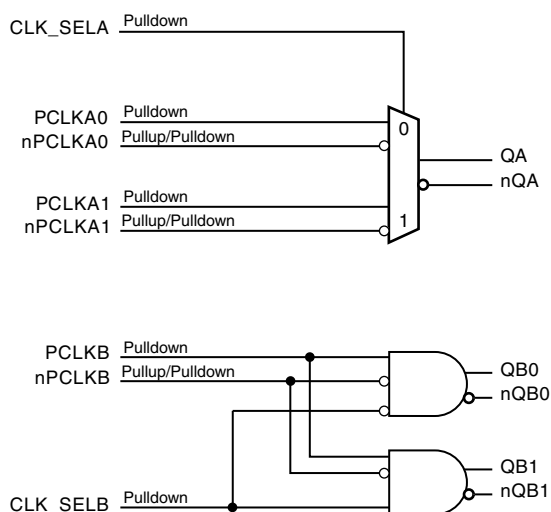 CLK_SELA Pulldown
PCLKA0 Pulldown
nPCLKA0 Pullup/Pulldown
0
QA
nQA
PCLKA1 Pulldown
nPCLKA1 Pullup/Pulldown
1
PCLKB Pulldown
nPCLKB Pullup/Pulldown
QB0
nQB0
QB1
nQB1
CLK_SELB Pulldown